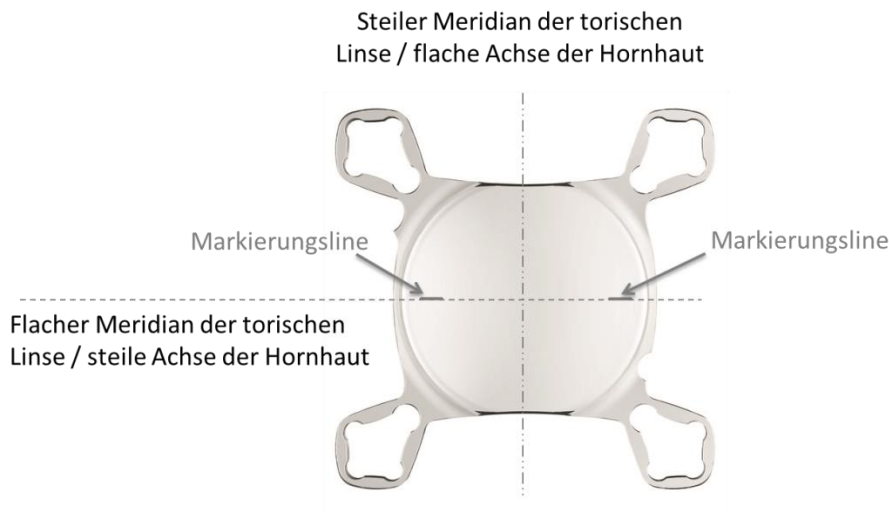 Steiler Meridian der torischen
Linse / flache Achse der Hornhaut
Markierungsline
Markierungsline
Flacher Meridian der torischen
Linse / steile Achse der Hornhaut